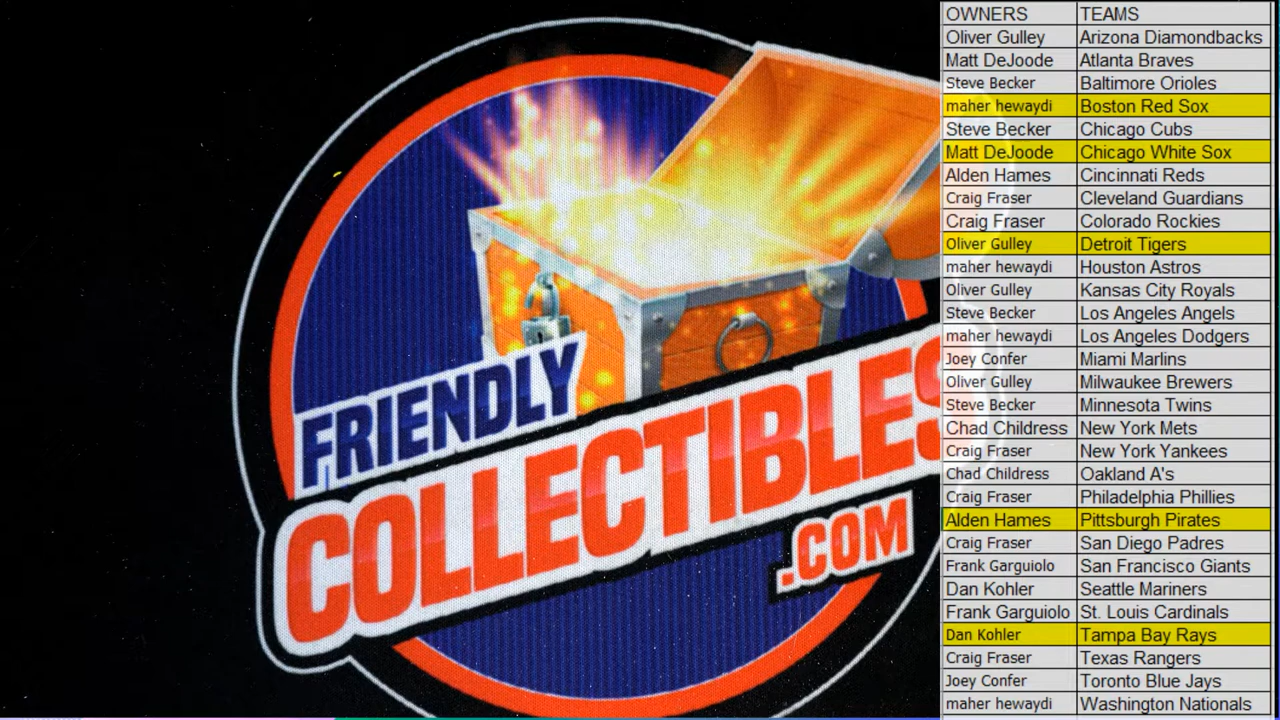 FRIENDLY
COLLECTIBLES
.COM
OWNERS TEAMS
Oliver Gulley Arizona Diamondbacks
Matt DeJoode Atlanta Braves
Steve Becker Baltimore Orioles
maher hewaydi Boston Red Sox
Steve Becker Chicago Cubs
Matt DeJoode Chicago White Sox
Alden Hames Cincinnati Reds
Craig Fraser Cleveland Guardians
Craig Fraser Colorado Rockies
Oliver Gulley Detroit Tigers
maher hewaydi Houston Astros
Oliver Gulley Kansas City Royals
Steve Becker Los Angeles Angels
maher hewaydi Los Angeles Dodgers
Joey Confer Miami Marlins
Oliver Gulley Milwaukee Brewers
Steve Becker Minnesota Twins
Chad Childress New York Mets
Craig Fraser New York Yankees
Chad Childress Oakland A's
Craig Fraser Philadelphia Phillies
Alden Hames Pittsburgh Pirates
Craig Fraser San Diego Padres
Frank Garguiolo San Francisco Giants
Dan Kohler Seattle Mariners
Frank Garguiolo St. Louis Cardinals
Dan Kohler Tampa Bay Rays
Craig Fraser Texas Rangers
Joey Confer Toronto Blue Jays
maher hewaydi Washington Nationals